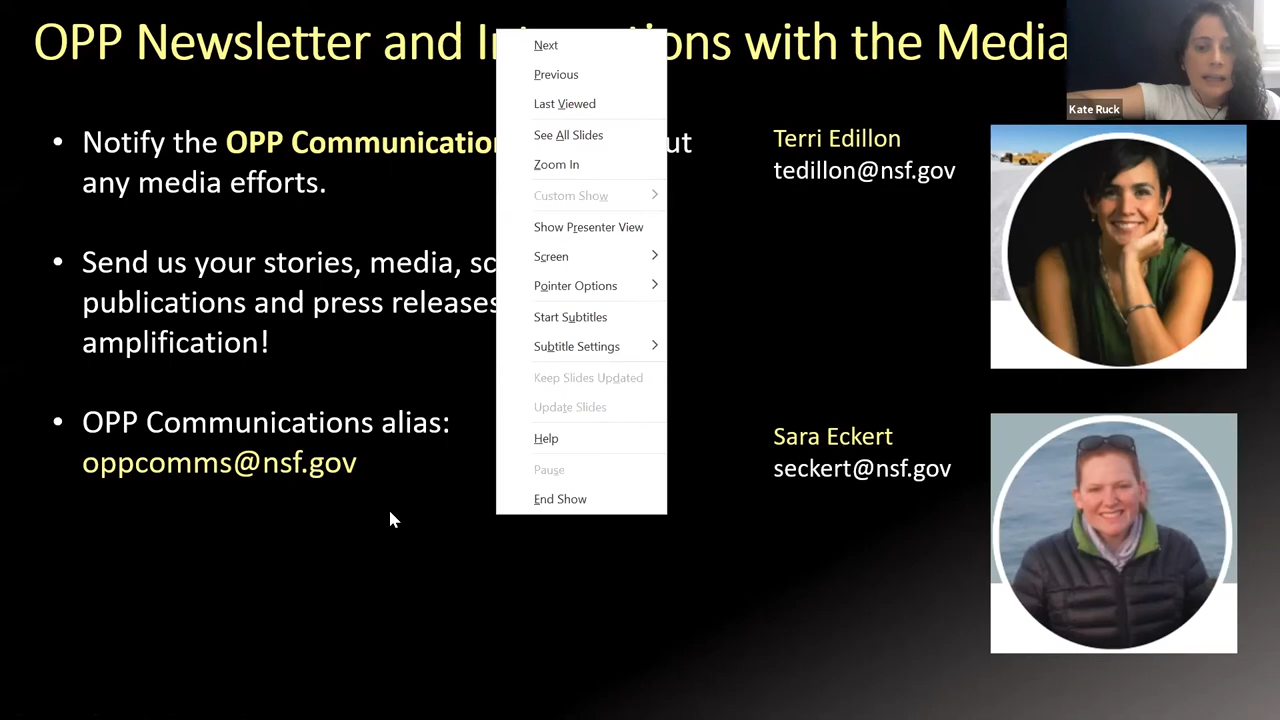 OPP Newsletter and In ons with the Media
Kate Ruck
• Notify the OPP Communication ut
any media efforts.
• Send us your stories, media, sc
publications and press releases
amplification!
• OPP Communications alias:
oppcomms@nsf.gov
Next
Previous
Last Viewed
See All Slides
Zoom In
Custom Show
Show Presenter View
Screen
Pointer Options
Start Subtitles
Subtitle Settings
Keep Slides Updated
Update Slides
Help
Pause
End Show
Terri Edillon
tedillon@nsf.gov
Sara Eckert
seckert@nsf.gov